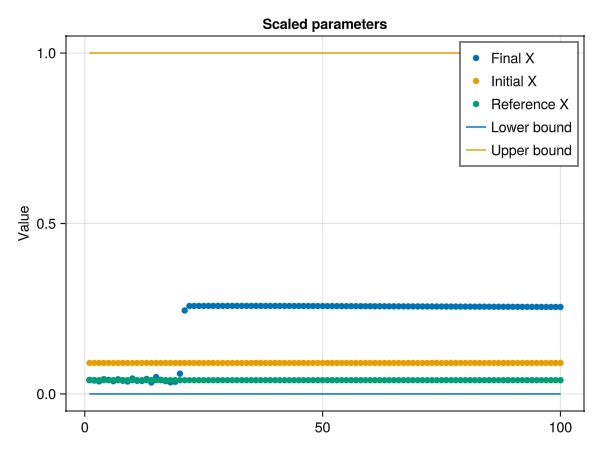 Scaled parameters
1.0
0.5
0.0
Value
0
50
100
Final X
Initial X
Reference X
Lower bound
Upper bound